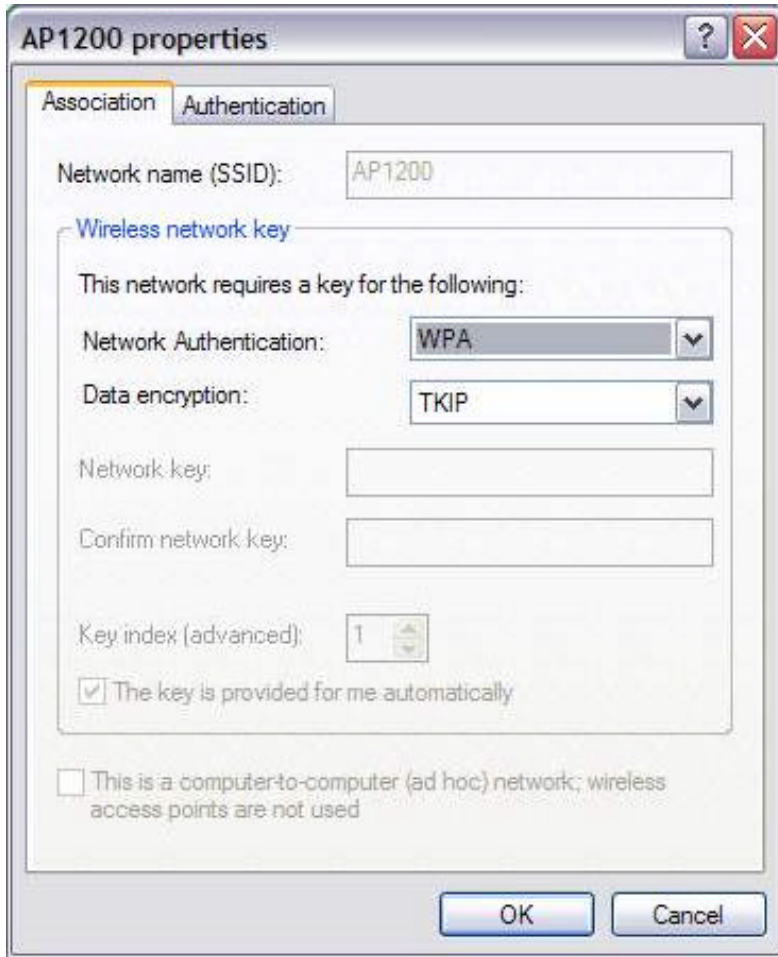 AP1200 properties
Association Authentication
Network name (SSID): AP1200
Wireless network key
This network requires a key for the following:
Network Authentication: WPA
Data encryption: TKIP
Network key:
Confirm network key:
Key index (advanced): 1
The key is provided for me automatically
This is a computer-to-computer (ad hoc) network; wireless
access points are not used
OK Cancel